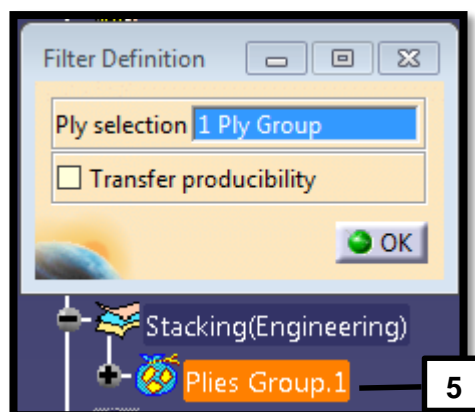 Filter Definition
Ply selection 1 Ply Group
Transfer producibility
OK
Stacking(Engineering)
Plies Group.1
5